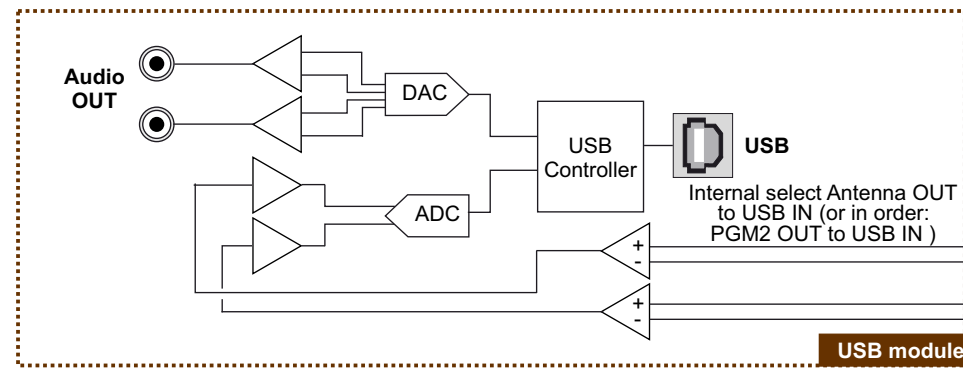 Audio
OUT
DAC
USB
Controller
USB
ADC
Internal select Antenna OUT
to USB IN (or in order:
PGM2 OUT to USB IN )
+
-
+
-
USB module